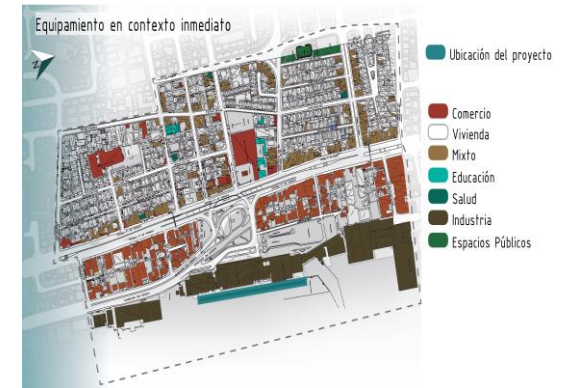 Equipamiento en contexto inmediato
N
Ubicación del proyecto
Comercio
Vivienda
Mixto
Educación
Salud
Industria
Espacios Públicos